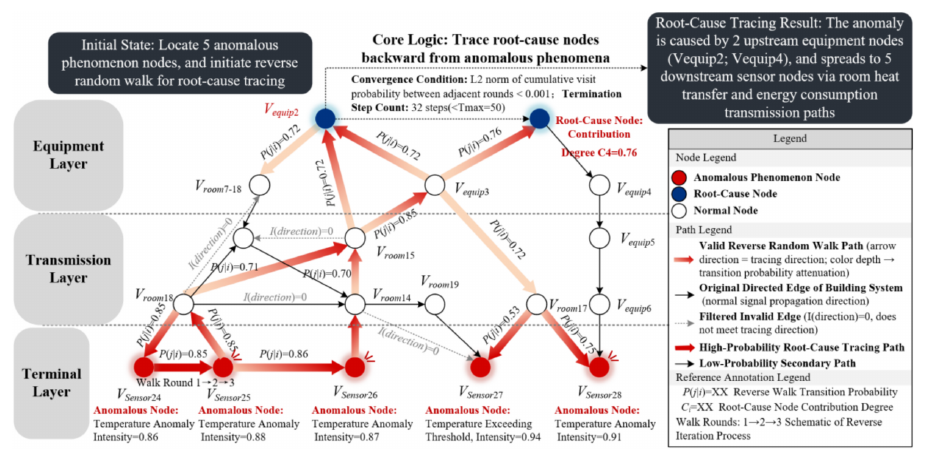 Initial State: Locate 5 anomalous
phenomenon nodes, and initiate reverse
random walk for root-cause tracing
Core Logic: Trace root-cause nodes
backward from anomalous phenomena
Convergence Condition: L2 norm of cumulative visit
probability between adjacent rounds < 0.001; Termination
Step Count: 32 steps(<Tmax=50)
Root-Cause Tracing Result: The anomaly
is caused by 2 upstream equipment nodes
(Vequip2; Vequip4), and spreads to 5
downstream sensor nodes via room heat
transfer and energy consumption
transmission paths
Equipment
Layer
Transmission
Layer
Terminal
Layer
Vequip2
Root-Cause Node:
Contribution
Degree C4=0.76
P(j|i)=0.72
P(j|i)=0.72
P(j|i)=0.72
P(j|i)=0.76
Vroom7-18
Vequip3
Vequip4
I(direction)=0
I(direction)=0
P(j|i)=0.85
P(j|i)=0.72
Vequip5
Vroom15
P(j|i)=0.71
P(j|i)=0.70
Vroom18
I(direction)=0
Vroom14
Vroom19
Vroom17
Vequip6
P(j|i)=0.85
P(j|i)=0.85
P(j|i)=0.85
P(j|i)=0.86
I(direction)=0
P(j|i)=0.53
P(j|i)=0.75
Walk Round 1→2→3
VSensor24
VSensor25
VSensor26
VSensor27
VSensor28
Anomalous Node:
Temperature Anomaly
Intensity=0.86
Anomalous Node:
Temperature Anomaly
Intensity=0.88
Anomalous Node:
Temperature Anomaly
Intensity=0.87
Anomalous Node:
Temperature Exceeding
Threshold, Intensity=0.94
Anomalous Node:
Temperature Anomaly
Intensity=0.91
Legend
Node Legend
Anomalous Phenomenon Node
Root-Cause Node
Normal Node
Path Legend
Valid Reverse Random Walk Path (arrow
direction = tracing direction; color depth →
transition probability attenuation)
Original Directed Edge of Building System
(normal signal propagation direction)
Filtered Invalid Edge (I(direction)=0, does
not meet tracing direction)
High-Probability Root-Cause Tracing Path
Low-Probability Secondary Path
Reference Annotation Legend
P(j|i)=XX Reverse Walk Transition Probability
Ci=XX Root-Cause Node Contribution Degree
Walk Rounds: 1→2→3 Schematic of Reverse
Iteration Process